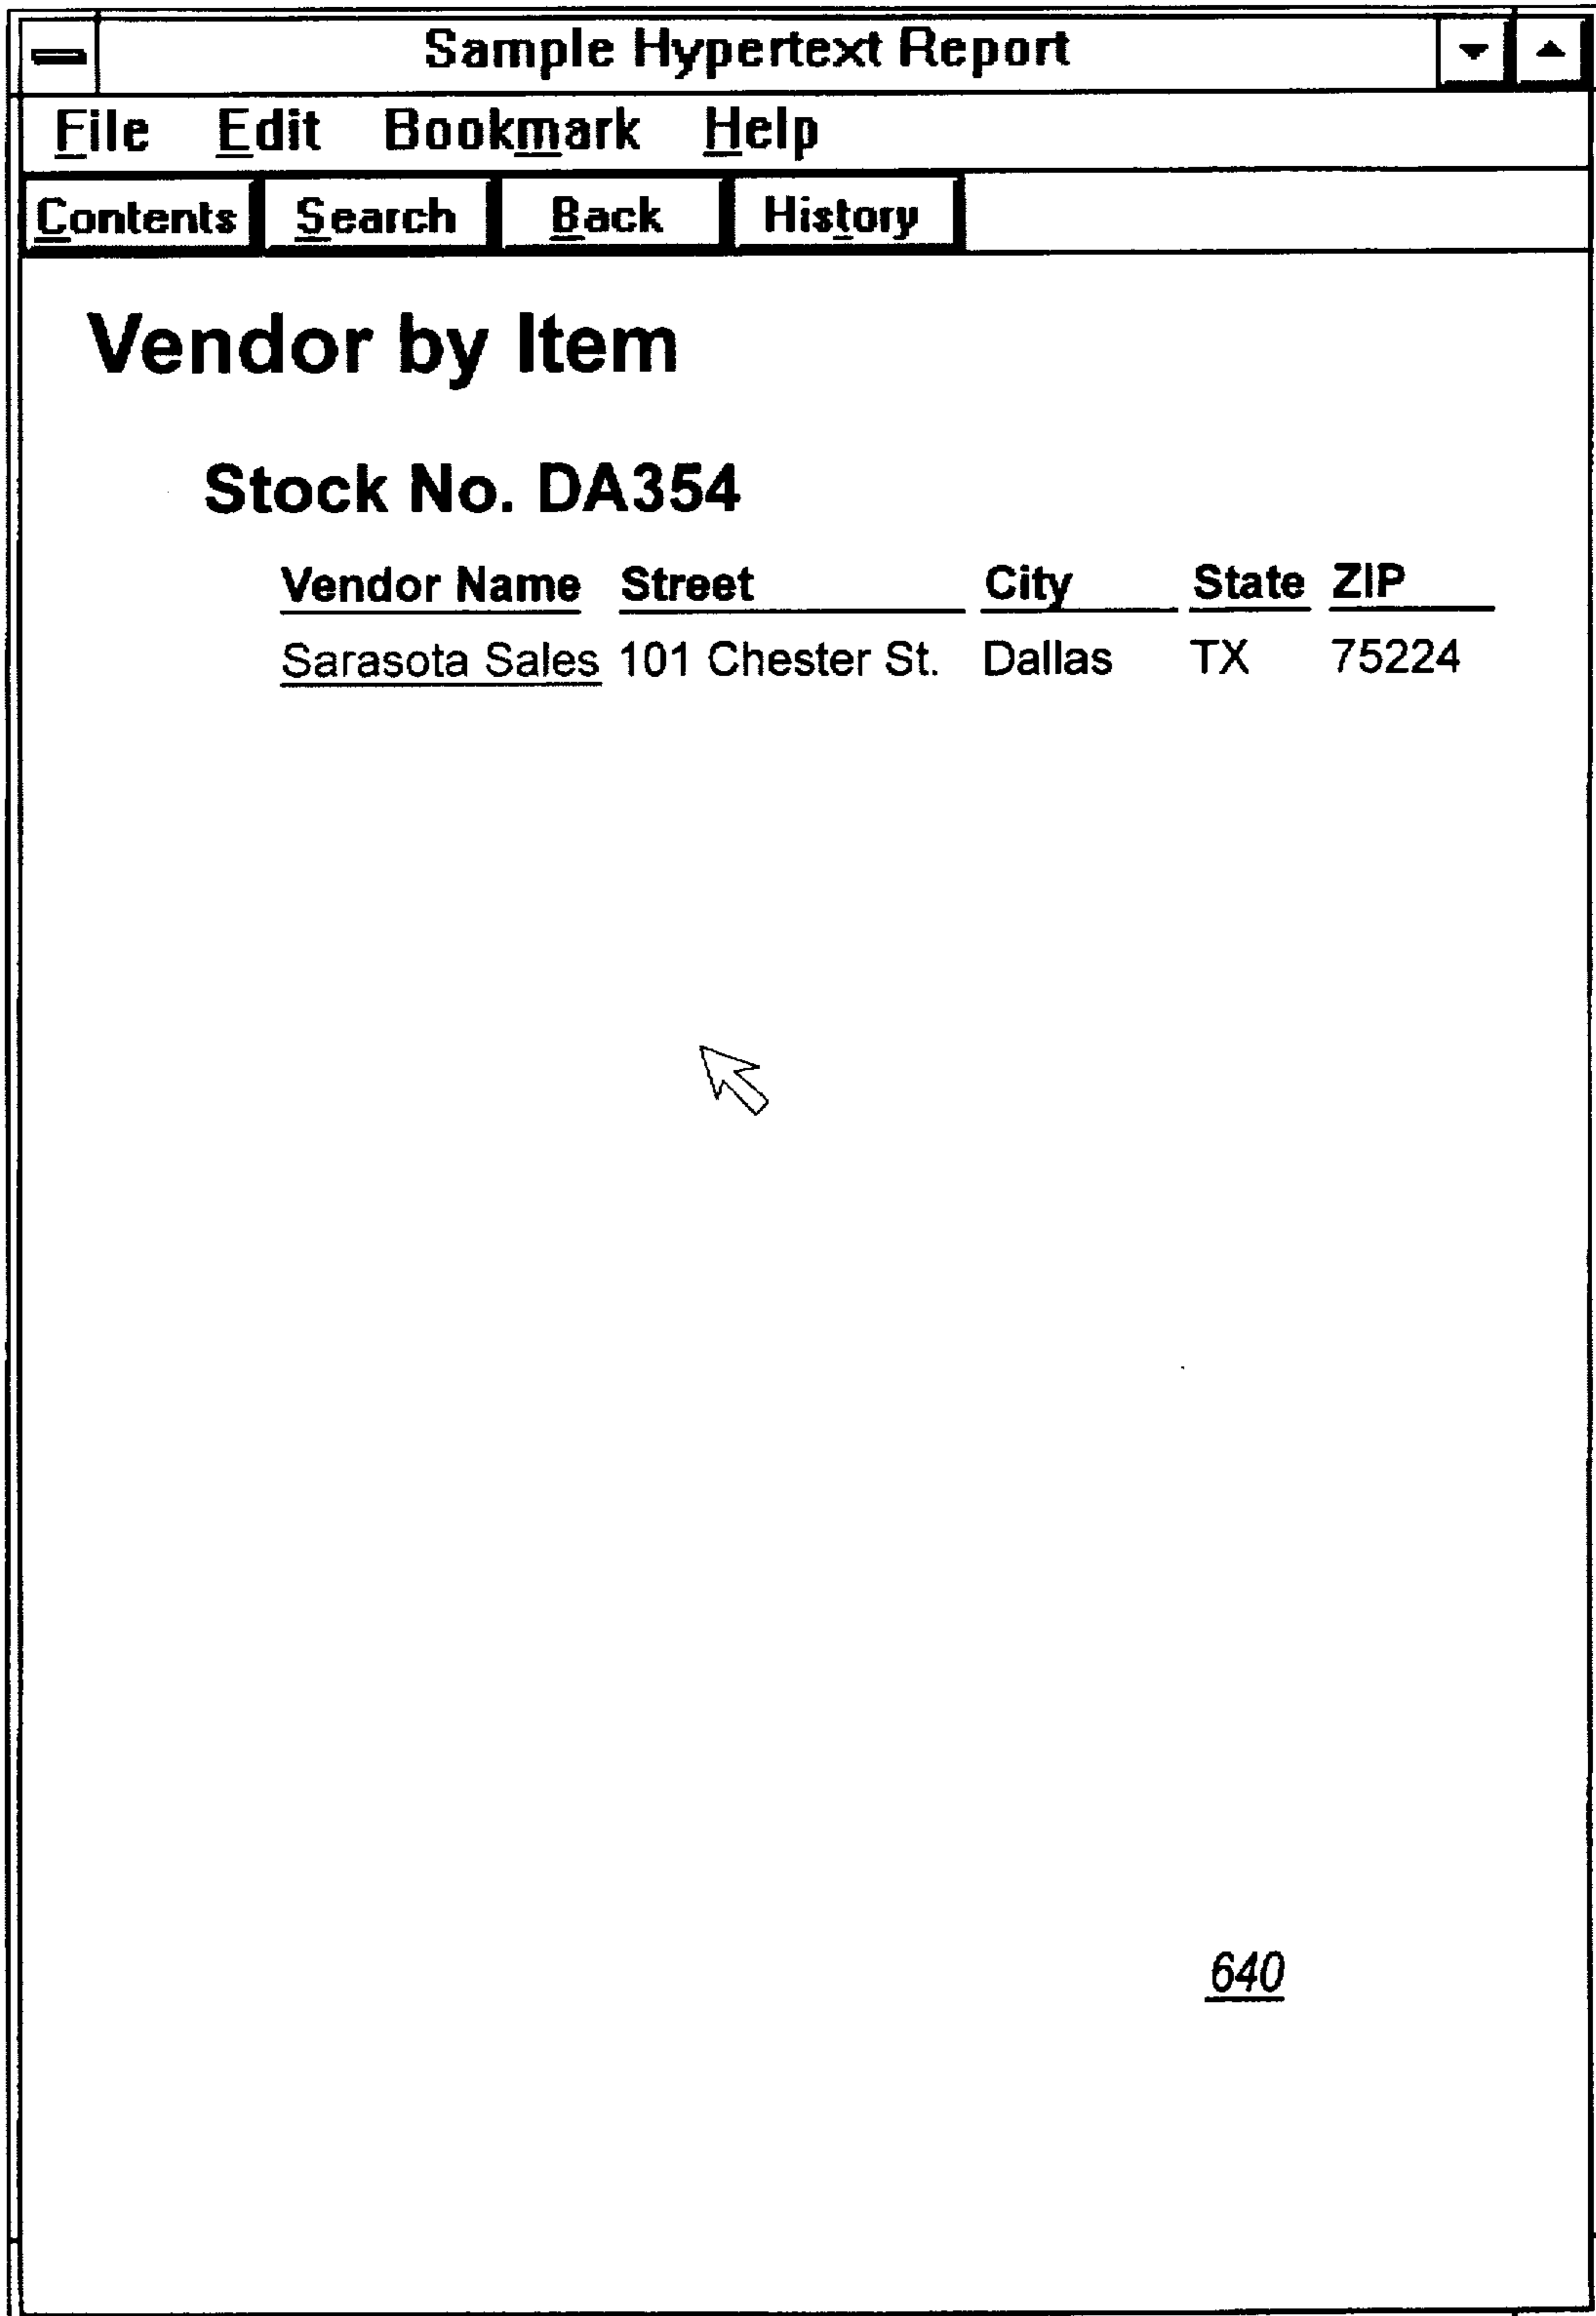 Sample Hypertext Report
File Edit Bookmark Help
Contents Search Back History
Vendor by Item
Stock No. DA354
Vendor Name Street City State ZIP
Sarasota Sales 101 Chester St. Dallas TX 75224
640